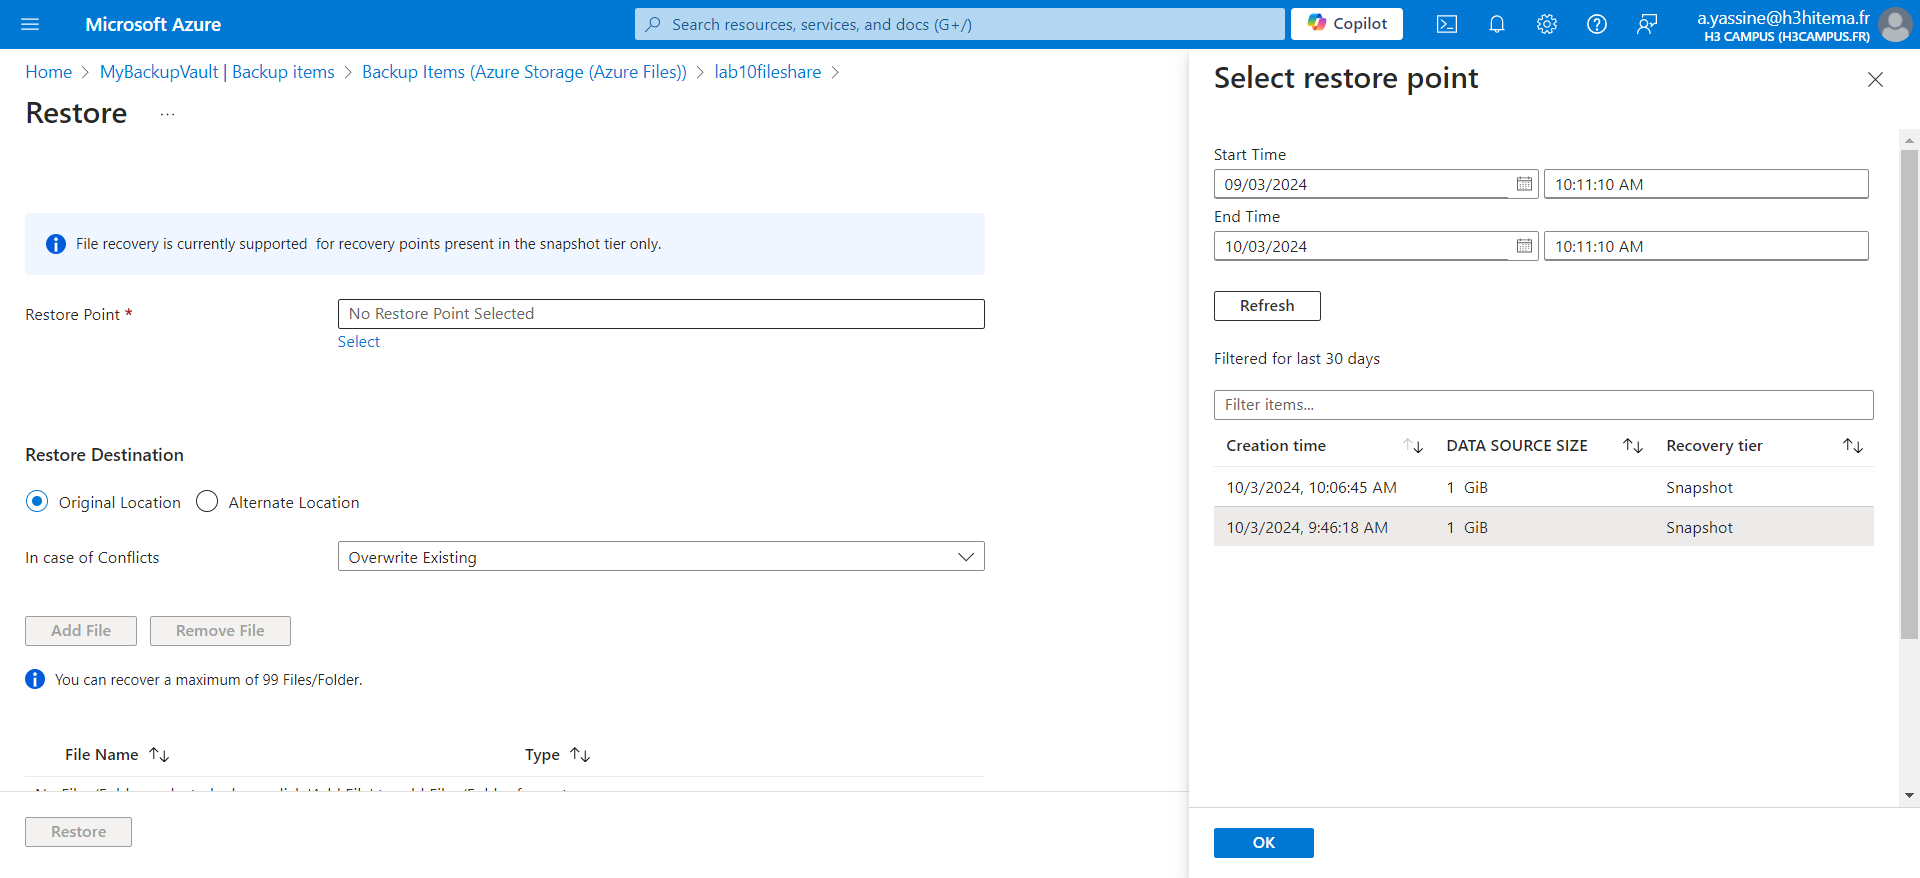 Microsoft Azure
Search resources, services, and docs (G+/)
Copilot
a.yassine@h3hitema.fr
H3 CAMPUS (H3CAMPUS.FR)
Home > MyBackupVault | Backup items > Backup Items (Azure Storage (Azure Files)) > lab10fileshare >
Restore ...
File recovery is currently supported for recovery points present in the snapshot tier only.
Restore Point *
No Restore Point Selected
Select
Restore Destination
Original Location
Alternate Location
In case of Conflicts
Overwrite Existing
Add File
Remove File
You can recover a maximum of 99 Files/Folder.
File Name
Type
Restore
Select restore point
Start Time
09/03/2024
10:11:10 AM
End Time
10/03/2024
10:11:10 AM
Refresh
Filtered for last 30 days
Filter items...
Creation time DATA SOURCE SIZE Recovery tier
10/3/2024, 10:06:45 AM 1 GiB Snapshot
10/3/2024, 9:46:18 AM 1 GiB Snapshot
OK